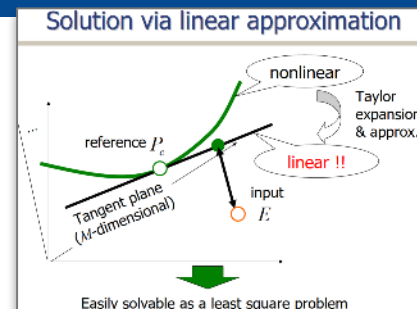 Solution via linear approximation
nonlinear
Taylor
expansion
& approx.
reference P_c
linear !!
Tangent plane
(M-dimensional)
input
E
Easily solvable as a least square problem